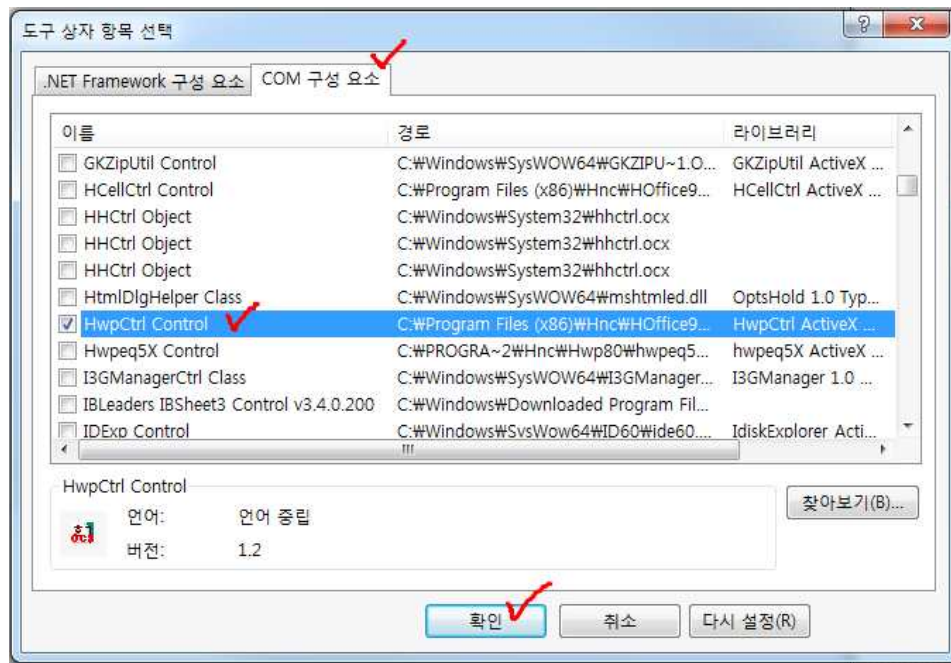 도구 상자 항목 선택
.NET Framework 구성 요소 COM 구성 요소
이름 경로 라이브러리
GKZipUtil Control C:₩Windows₩SysWOW64₩GKZIPU~1.O... GKZipUtil ActiveX ...
HCellCtrl Control C:₩Program Files (x86)₩Hnc₩HOffice9... HCellCtrl ActiveX ...
HHCtrl Object C:₩Windows₩System32₩hhctrl.ocx
HHCtrl Object C:₩Windows₩System32₩hhctrl.ocx
HHCtrl Object C:₩Windows₩System32₩hhctrl.ocx
HtmlDlgHelper Class C:₩Windows₩SysWOW64₩mshtmled.dll OptsHold 1.0 Typ...
HwpCtrl Control C:₩Program Files (x86)₩Hnc₩HOffice9... HwpCtrl ActiveX ...
Hwpeq5X Control C:₩PROGRA~2₩Hnc₩Hwp80₩hwpeq5... hwpeq5X ActiveX ...
I3GManagerCtrl Class C:₩Windows₩SysWOW64₩I3GManager... I3GManager 1.0 ...
IBLeaders IBSheet3 Control v3.4.0.200 C:₩Windows₩Downloaded Program Fil...
IDExp Control C:₩Windows₩SysWow64₩ID60₩ide60.... IdiskExplorer Acti...
HwpCtrl Control
찾아보기(B)...
언어: 언어 중립
버전: 1.2
확인 취소 다시 설정(R)